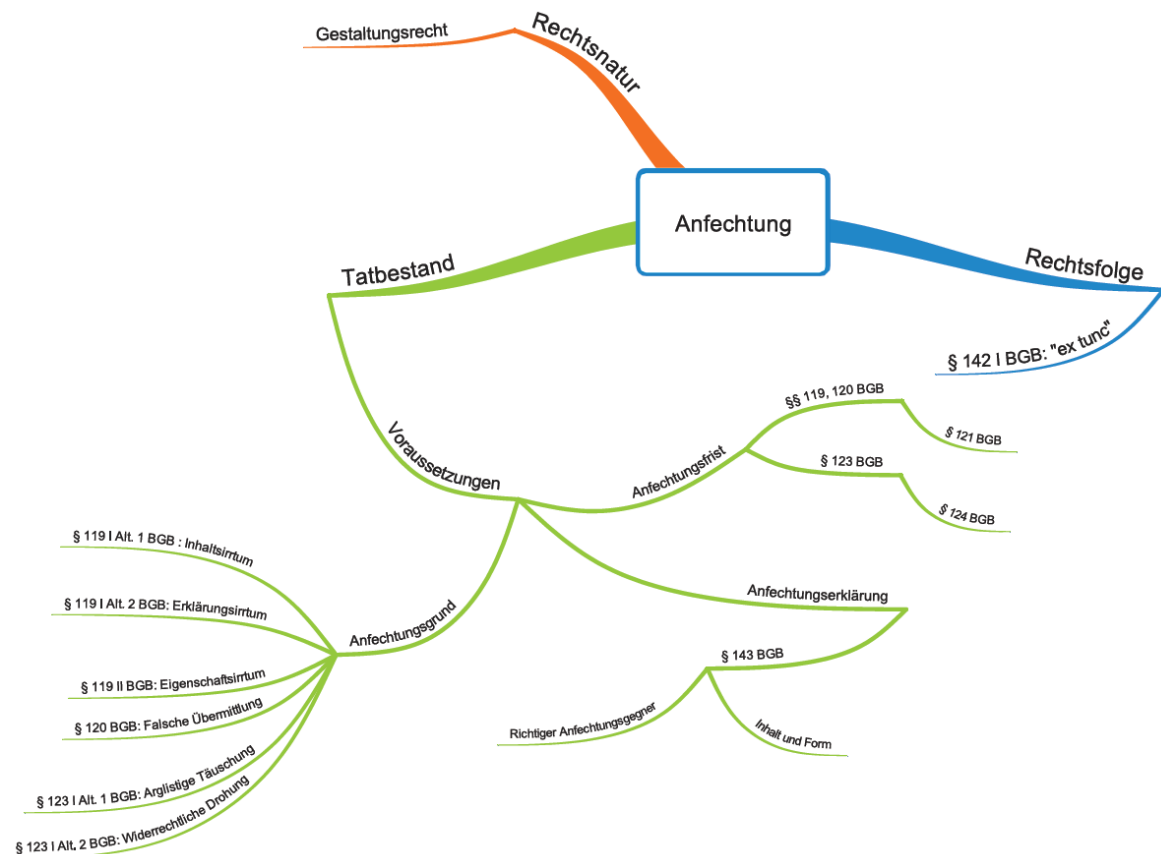 Gestaltungsrecht
Rechtsnatur
Anfechtung
Tatbestand
Rechtsfolge
§ 142 I BGB: "ex tunc"
Voraussetzungen
Anfechtungsfrist
§§ 119, 120 BGB
§ 121 BGB
§ 123 BGB
§ 124 BGB
Anfechtungserklärung
§ 143 BGB
Richtiger Anfechtungsgegner
Inhalt und Form
Anfechtungsgrund
§ 119 I Alt. 1 BGB : Inhaltsirrtum
§ 119 I Alt. 2 BGB: Erklärungsirrtum
§ 119 II BGB: Eigenschaftsirrtum
§ 120 BGB: Falsche Übermittlung
§ 123 I Alt. 1 BGB: Arglistige Täuschung
§ 123 I Alt. 2 BGB: Widerrechtliche Drohung